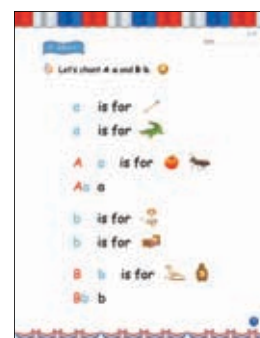 Let's chant A a and B b.
a is for
a is for
A a is for
Aa a
b is for
b is for
B b is for
Bb b